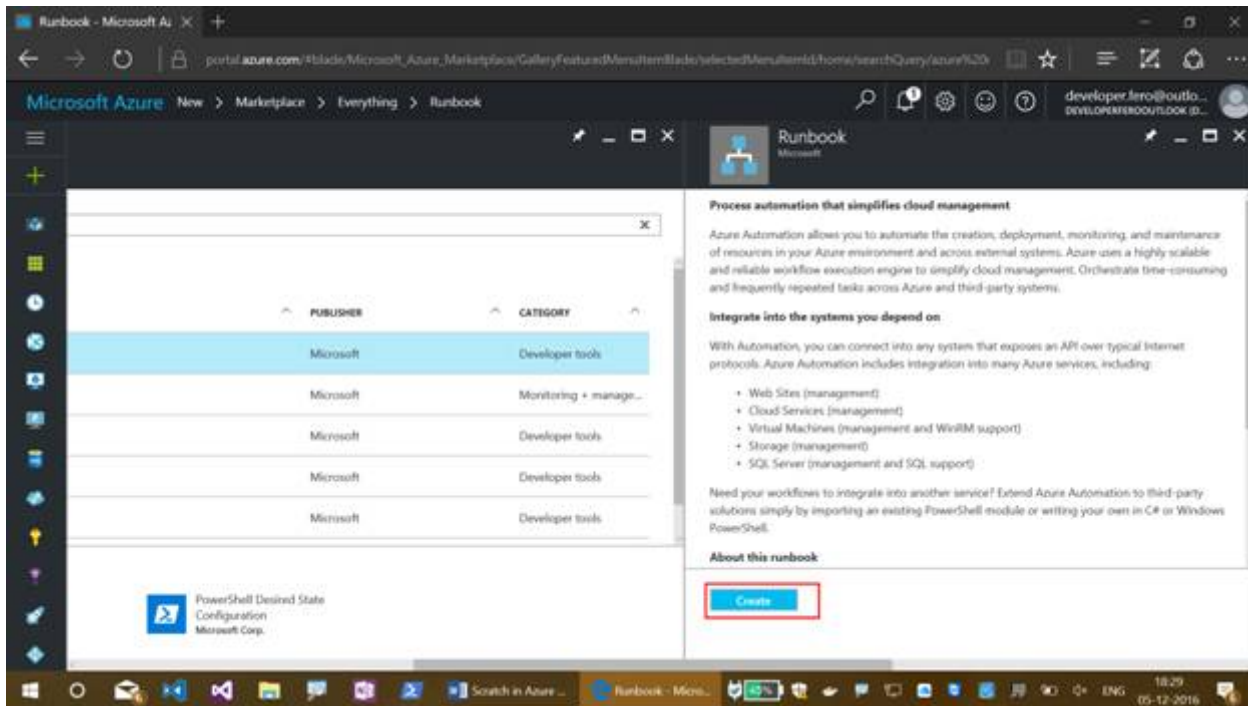 Runbook - Microsoft Az
portal.azure.com/#blade/Microsoft_Azure_Marketplace/GalleryFeaturedMenuItemBlade/selectedMenuItemId/home/searchQuery/azure%20
Microsoft Azure New > Marketplace > Everything > Runbook
developer.fero@outlo...
Runbook
Microsoft
PUBLISHER CATEGORY
Microsoft Developer tools
Microsoft Monitoring + manage...
Microsoft Developer tools
Microsoft Developer tools
Microsoft Developer tools
PowerShell Desired State
Configuration
Microsoft Corp.
Process automation that simplifies cloud management
Azure Automation allows you to automate the creation, deployment, monitoring, and maintenance
of resources in your Azure environment and across external systems. Azure uses a highly scalable
and reliable workflow execution engine to simplify cloud management. Orchestrate time-consuming
and frequently repeated tasks across Azure and third-party systems.
Integrate into the systems you depend on
With Automation, you can connect into any system that exposes an API over typical Internet
protocols. Azure Automation includes integration into many Azure services, including:
• Web Sites (management)
• Cloud Services (management)
• Virtual Machines (management and WinRM support)
• Storage (management)
• SQL Server (management and SQL support)
Need your workflows to integrate into another service? Extend Azure Automation to third-party
solutions simply by importing an existing PowerShell module or writing your own in C# or Windows
PowerShell.
About this runbook
Create
Scratch in Azure ...
Runbook - Micro...
ENG
18:29
05-12-2016